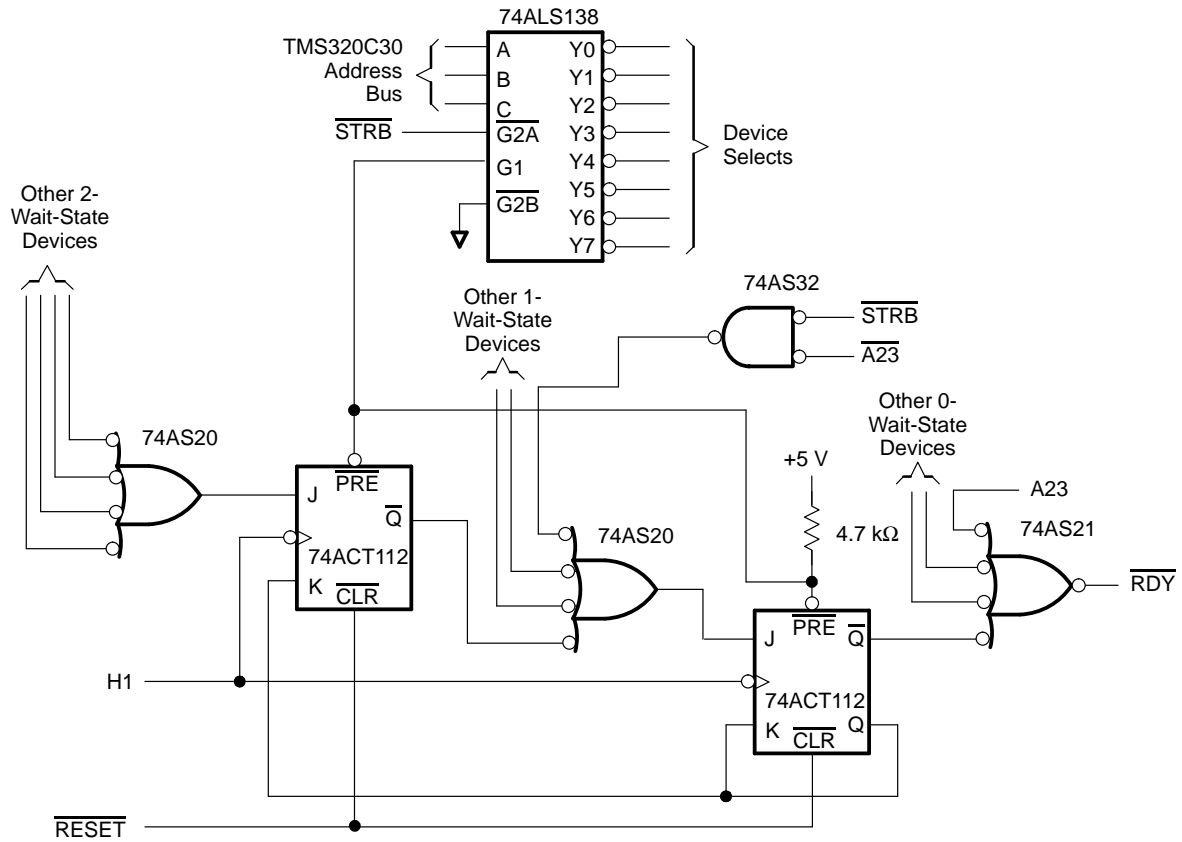 74ALS138
TMS320C30
Address
Bus
A
B
C
G2A
G1
G2B
Y0
Y1
Y2
Y3
Y4
Y5
Y6
Y7
STRB
Device
Selects
Other 2-
Wait-State
Devices
74AS32
STRB
A23
Other 1-
Wait-State
Devices
Other 0-
Wait-State
Devices
74AS20
+5 V
4.7 kΩ
A23
74AS21
RDY
J
PRE
Q
74ACT112
K
CLR
74AS20
J
PRE
Q
74ACT112
K
CLR
Q
H1
RESET